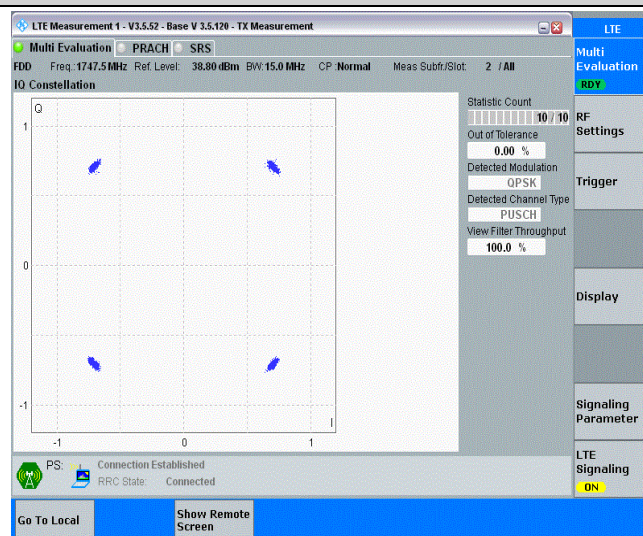 LTE Measurement 1 - V3.5.52 - Base V 3.5.120 - TX Measurement
LTE
Multi Evaluation PRACH SRS
Multi Evaluation
RDY
FDD Freq.:1747.5 MHz Ref. Level: 38.80 dBm BW:15.0 MHz CP :Normal Meas Subfr./Slot: 2 / All
IQ Constellation
Q
1
0
-1
-1 0 1
I
Statistic Count
10 / 10
Out of Tolerance
0.00 %
Detected Modulation
QPSK
Detected Channel Type
PUSCH
View Filter Throughput
100.0 %
RF
Settings
Trigger
Display
Signaling
Parameter
LTE
Signaling
ON
PS: Connection Established
RRC State: Connected
Go To Local
Show Remote
Screen